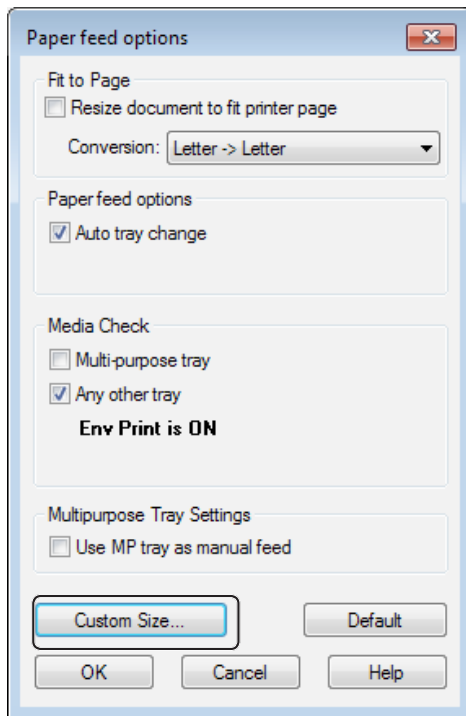 Paper feed options
Fit to Page
Resize document to fit printer page
Conversion: Letter -> Letter
Paper feed options
Auto tray change
Media Check
Multi-purpose tray
Any other tray
Env Print is ON
Multipurpose Tray Settings
Use MP tray as manual feed
Custom Size... Default
OK Cancel Help